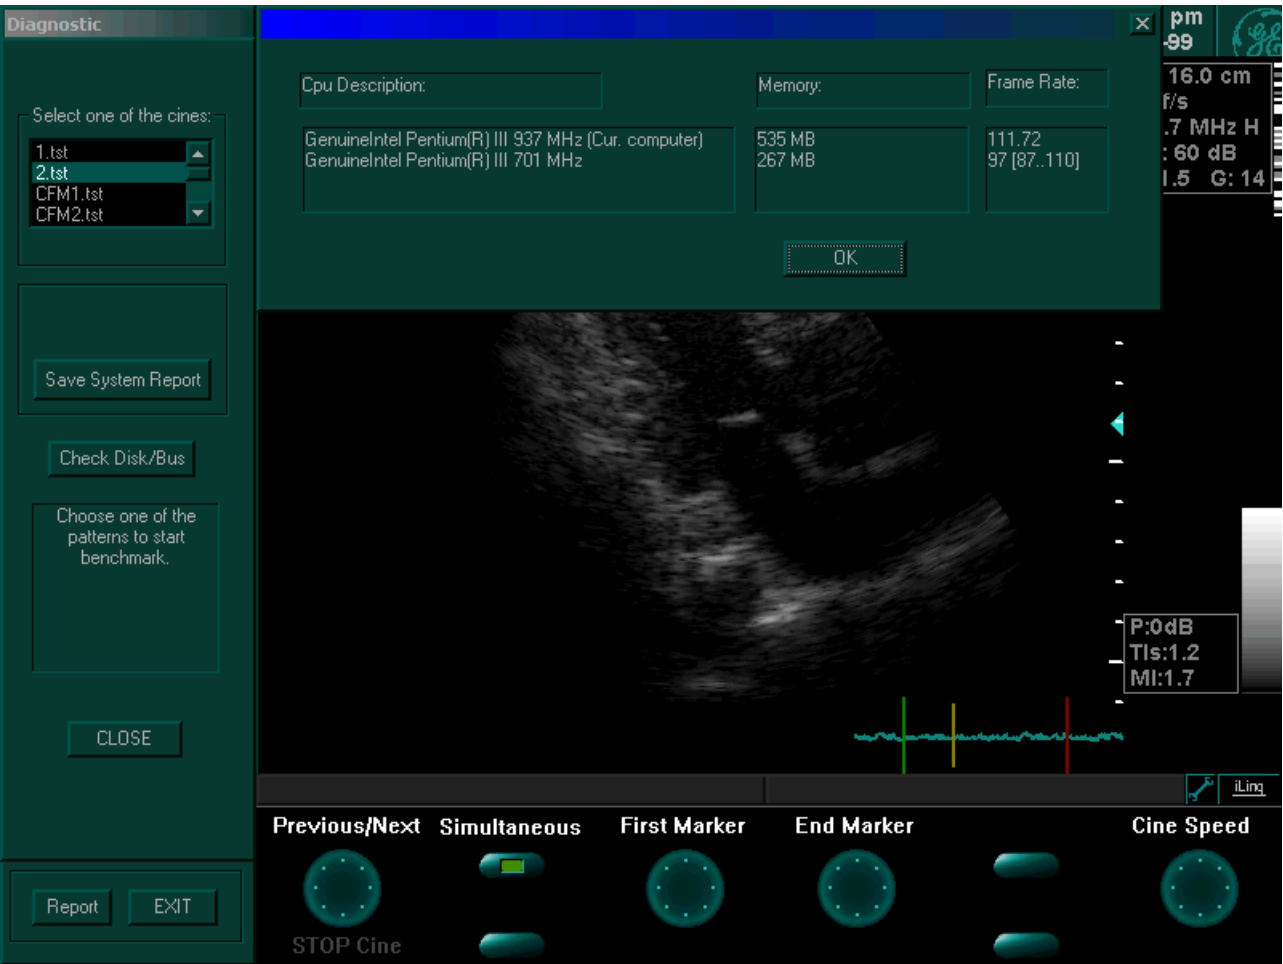 Diagnostic
Select one of the cines:
1.tst
2.tst
CFM1.tst
CFM2.tst
Save System Report
Check Disk/Bus
Choose one of the
patterns to start
benchmark.
CLOSE
Report
EXIT
Cpu Description:
Memory:
Frame Rate:
GenuineIntel Pentium(R) III 937 MHz (Cur. computer)
535 MB
111.72
GenuineIntel Pentium(R) III 701 MHz
267 MB
97 [87..110]
OK
pm
-99
GE
16.0 cm
f/s
.7 MHz H
: 60 dB
.5 G: 14
P:0dB
TIs:1.2
MI:1.7
iLinq
Previous/Next
Simultaneous
First Marker
End Marker
Cine Speed
STOP Cine